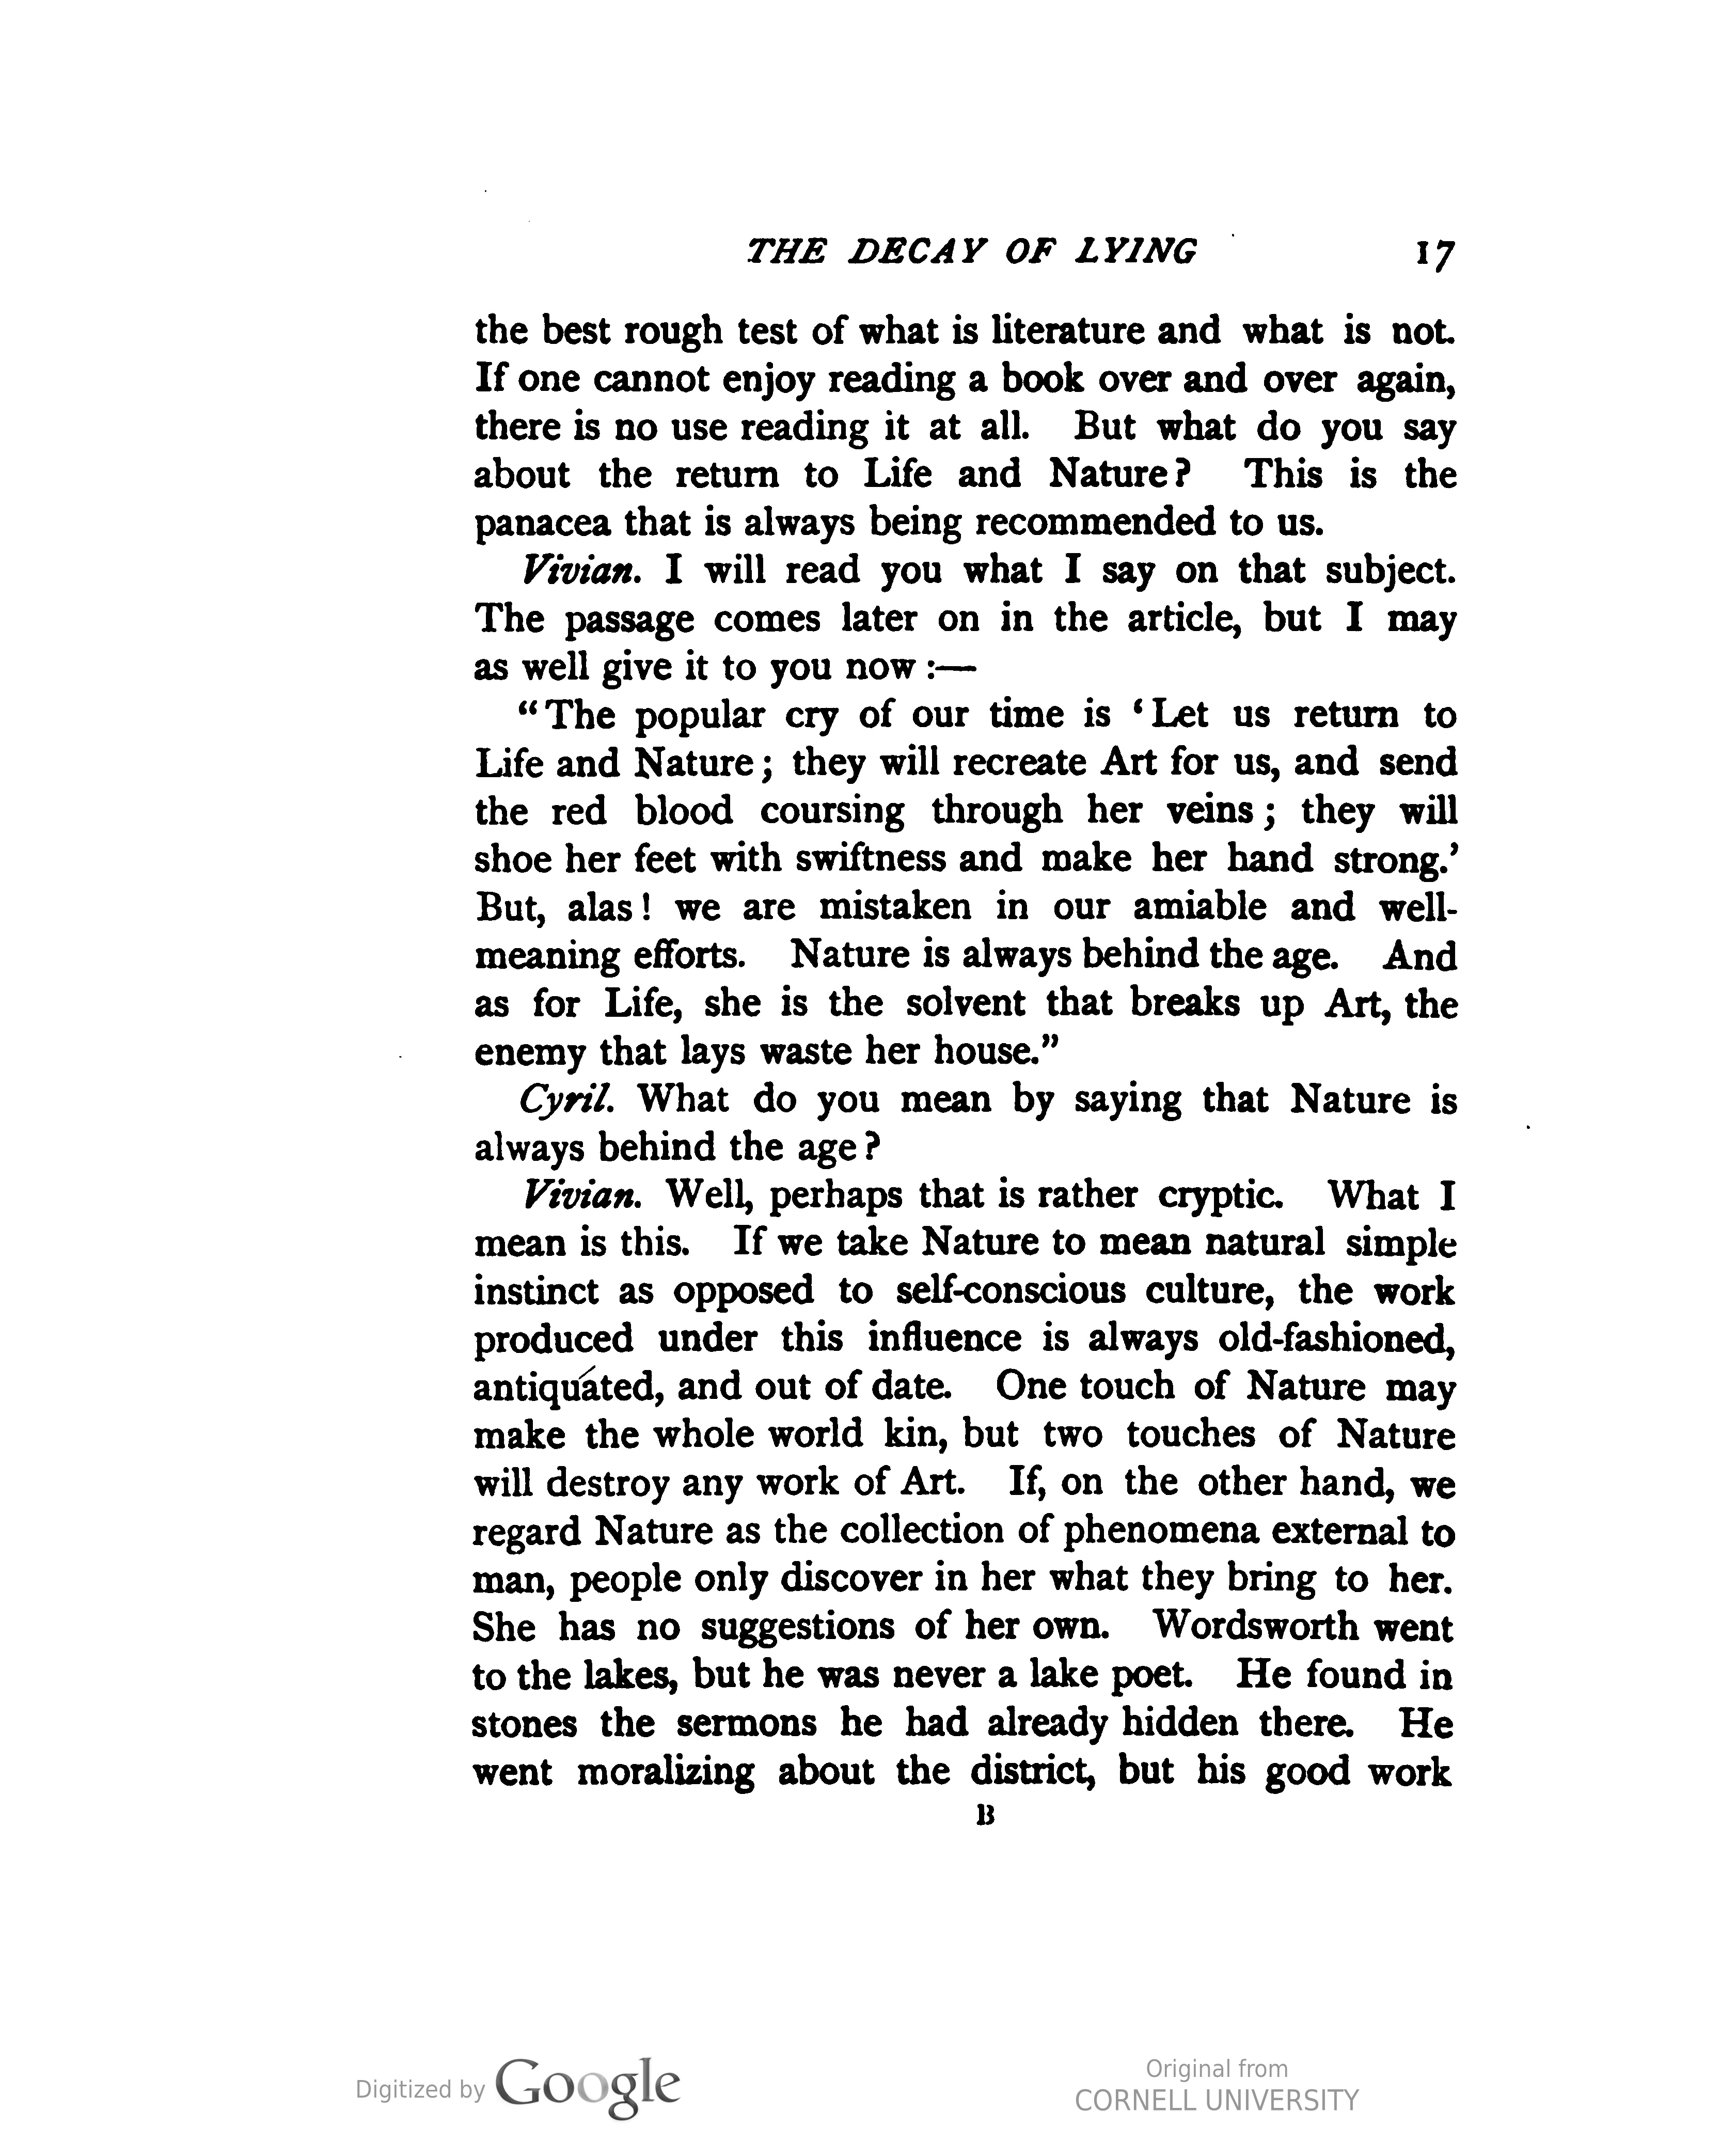 THE DECAY OF LYING 17
the best rough test of what is literature and what is not.
If one cannot enjoy reading a book over and over again,
there is no use reading it at all. But what do you say
about the return to Life and Nature? This is the
panacea that is always being recommended to us.
Vivian. I will read you what I say on that subject.
The passage comes later on in the article, but I may
as well give it to you now :—
“The popular cry of our time is ‘Let us return to
Life and Nature; they will recreate Art for us, and send
the red blood coursing through her veins; they will
shoe her feet with swiftness and make her hand strong.’
But, alas! we are mistaken in our amiable and well-
meaning efforts. Nature is always behind the age. And
as for Life, she is the solvent that breaks up Art, the
enemy that lays waste her house.”
Cyril. What do you mean by saying that Nature is
always behind the age?
Vivian. Well, perhaps that is rather cryptic. What I
mean is this. If we take Nature to mean natural simple
instinct as opposed to self-conscious culture, the work
produced under this influence is always old-fashioned,
antiquated, and out of date. One touch of Nature may
make the whole world kin, but two touches of Nature
will destroy any work of Art. If, on the other hand, we
regard Nature as the collection of phenomena external to
man, people only discover in her what they bring to her.
She has no suggestions of her own. Wordsworth went
to the lakes, but he was never a lake poet. He found in
stones the sermons he had already hidden there. He
went moralizing about the district, but his good work
B
Digitized by Google
Original from
CORNELL UNIVERSITY